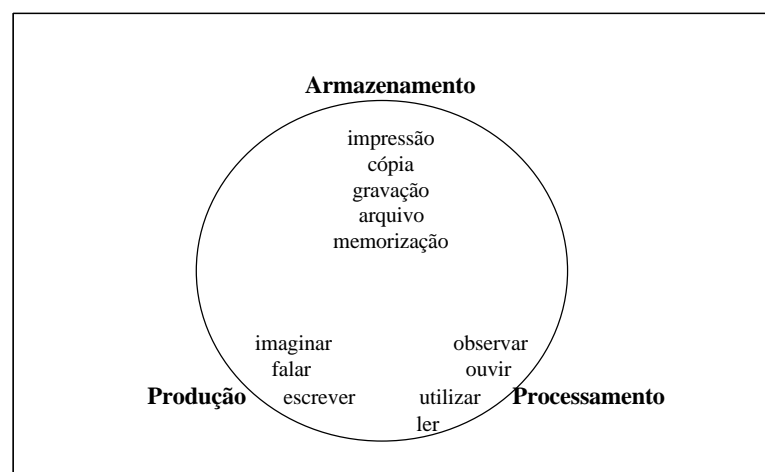 Armazenamento
impressão
cópia
gravação
arquivo
memorização
imaginar observar
falar ouvir
Produção escrever utilizar Processamento
ler